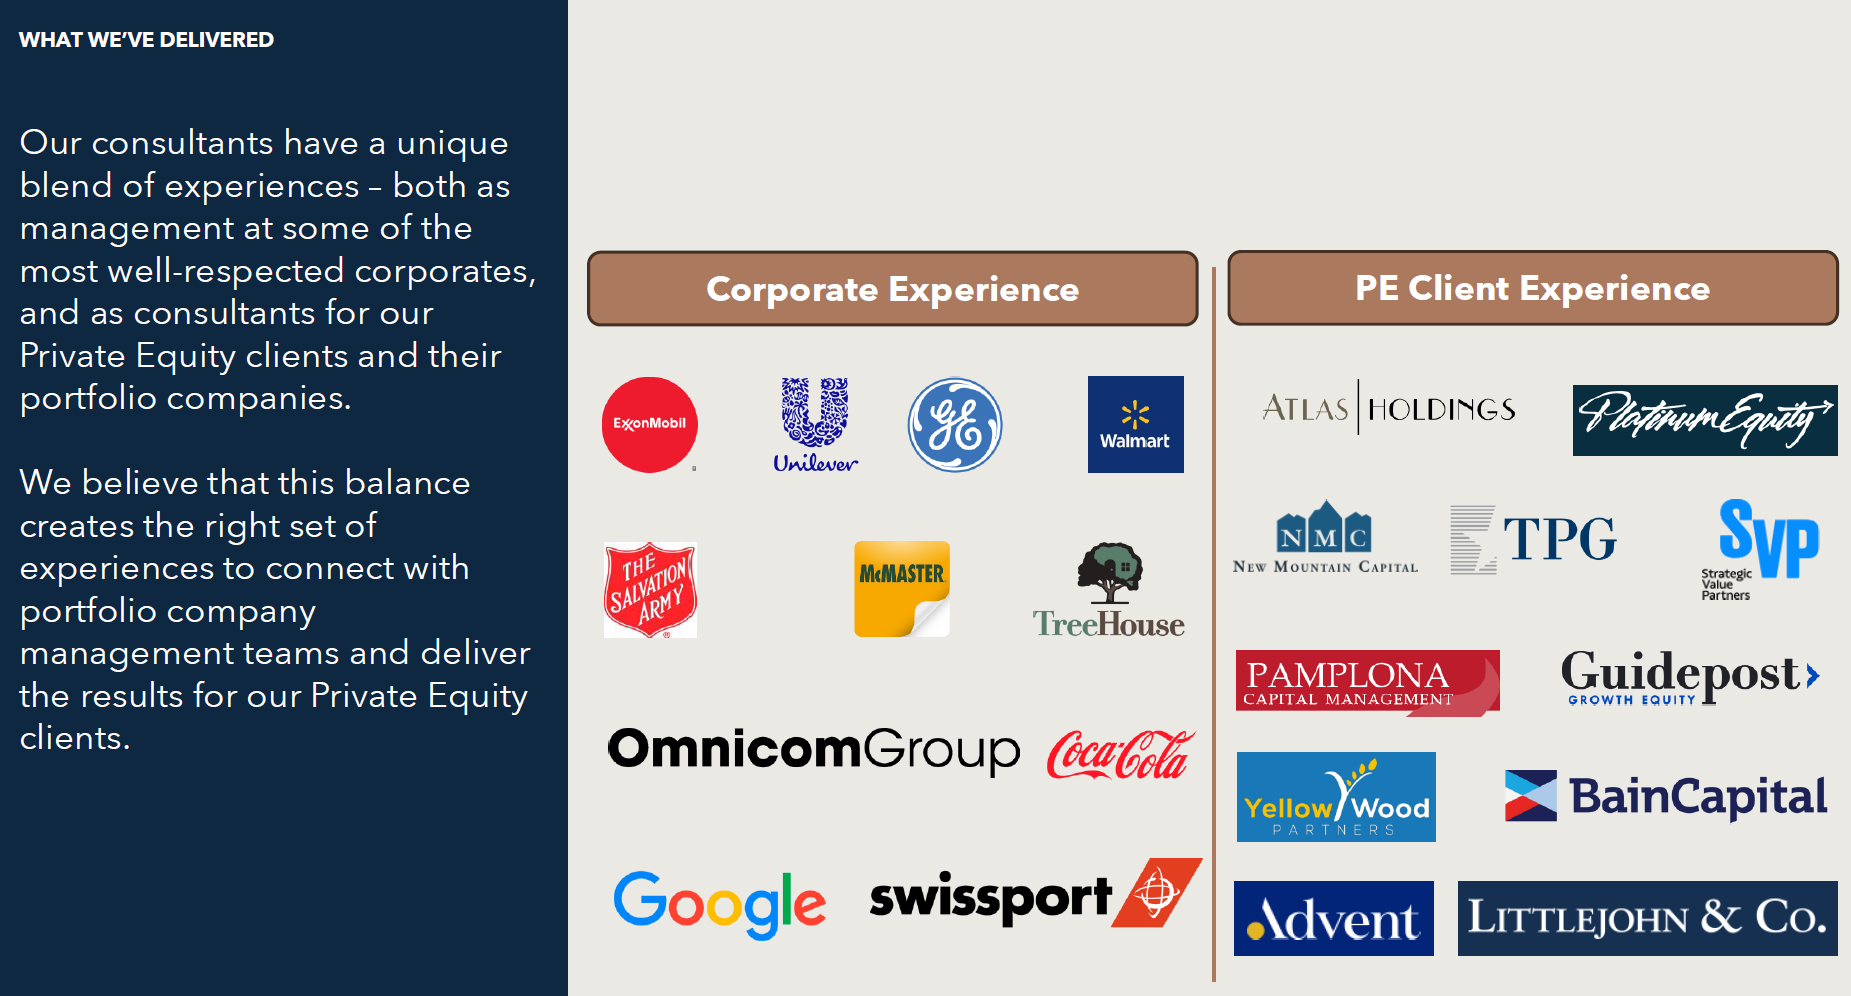 WHAT WE’VE DELIVERED
Our consultants have a unique
blend of experiences – both as
management at some of the
most well-respected corporates,
and as consultants for our
Private Equity clients and their
portfolio companies.
We believe that this balance
creates the right set of
experiences to connect with
portfolio company
management teams and deliver
the results for our Private Equity
clients.
Corporate Experience
ExxonMobil
Unilever
GE
Walmart
THE
SALVATION
ARMY
McMASTER
TreeHouse
OmnicomGroup
Coca-Cola
Google
swissport
PE Client Experience
ATLAS HOLDINGS
Platinum Equity
NMC
NEW MOUNTAIN CAPITAL
TPG
SVP
Strategic
Value
Partners
PAMPLONA
CAPITAL MANAGEMENT
Guidepost
GROWTH EQUITY
YellowWood
PARTNERS
BainCapital
Advent
LITTLEJOHN & CO.